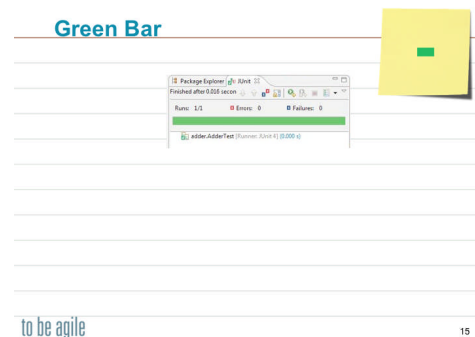 Green Bar
Package Explorer JUnit
Finished after 0.016 secon
Runs: 1/1 Errors: 0 Failures: 0
adder.AdderTest [Runner: JUnit 4] (0.000 s)
to be agile
15